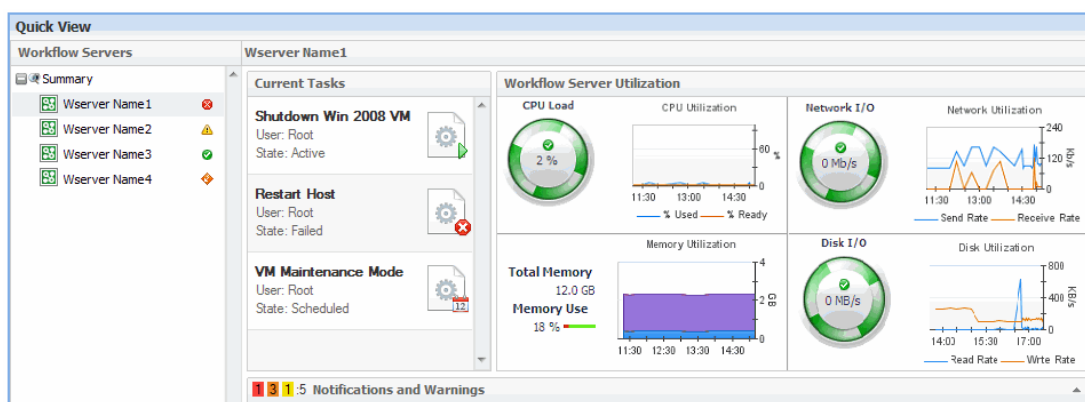 Quick View
Workflow Servers
Wserver Name1
Summary
Wserver Name1
Wserver Name2
Wserver Name3
Wserver Name4
Current Tasks
Shutdown Win 2008 VM
User: Root
State: Active
Restart Host
User: Root
State: Failed
VM Maintenance Mode
User: Root
State: Scheduled
12
Workflow Server Utilization
CPU Load
2 %
CPU Utilization
60
%
0
11:30 13:00 14:30
% Used % Ready
Network I/O
0 Mb/s
Network Utilization
240
120
Kb/s
0
11:30 13:00 14:30
Send Rate Receive Rate
Total Memory
12.0 GB
Memory Use
18 %
Memory Utilization
4
2
GB
0
11:30 12:30 13:30 14:30
Disk I/O
0 MB/s
Disk Utilization
800
400
KB/s
0
14:00 15:30 17:00
Read Rate Write Rate
1 3 1 :5 Notifications and Warnings